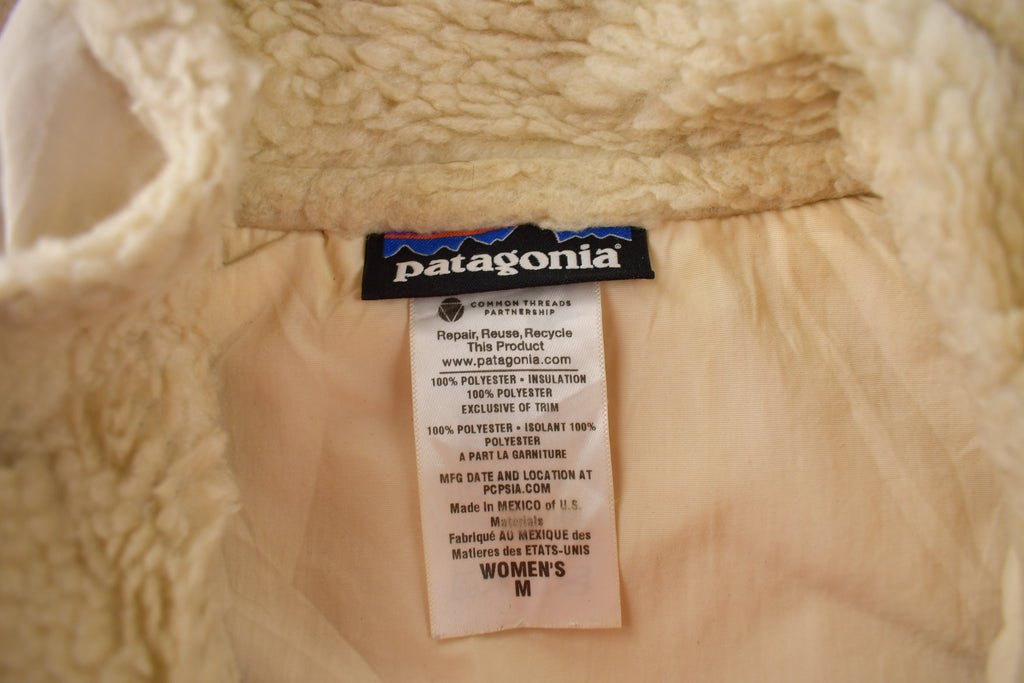 patagonia®
COMMON THREADS
PARTNERSHIP
Repair, Reuse, Recycle
This Product
www.patagonia.com
100% POLYESTER • INSULATION
100% POLYESTER
EXCLUSIVE OF TRIM
100% POLYESTER • ISOLANT 100%
POLYESTER
A PART LA GARNITURE
MFG DATE AND LOCATION AT
PCPSIA.COM
Made in MEXICO of U.S.
Materials
Fabriqué AU MEXIQUE des
Matieres des ETATS-UNIS
WOMEN'S
M